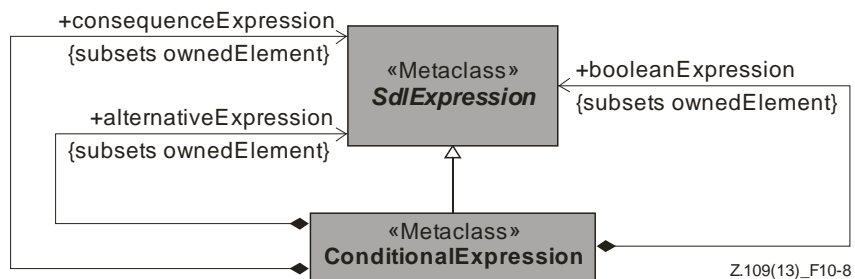 +consequenceExpression
{subsets ownedElement}
«Metaclass»
SdlExpression
+booleanExpression
{subsets ownedElement}
+alternativeExpression
{subsets ownedElement}
«Metaclass»
ConditionalExpression
Z.109(13)_F10-8